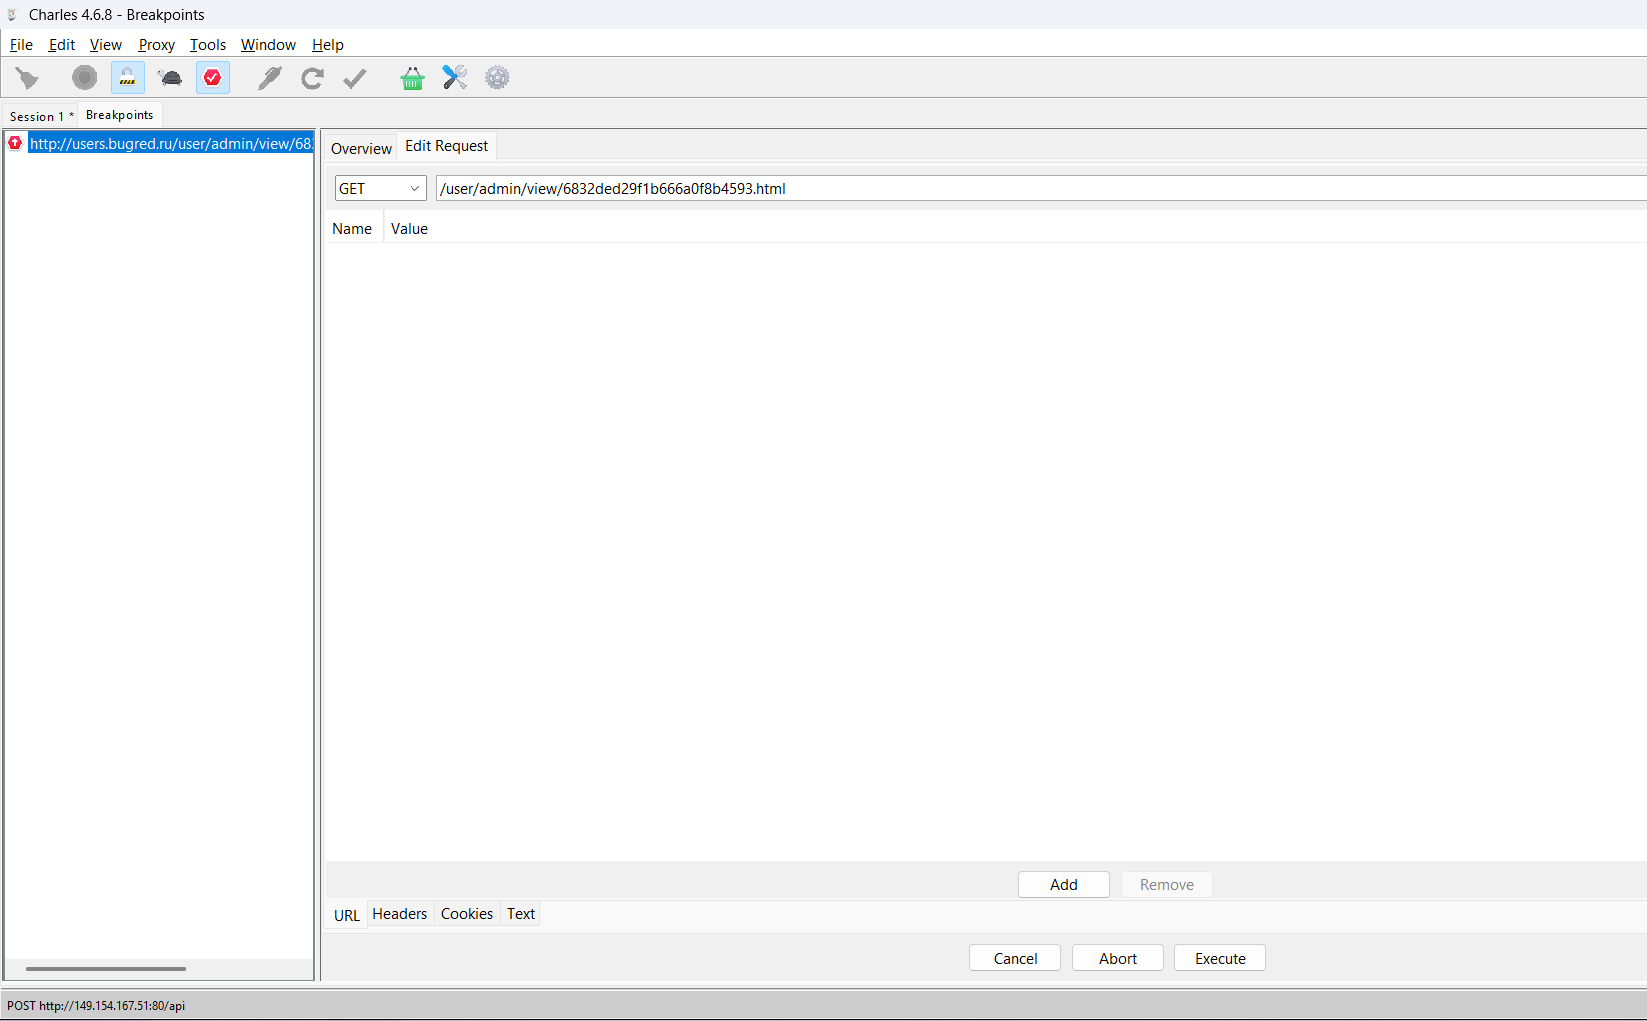 Charles 4.6.8 - Breakpoints
File Edit View Proxy Tools Window Help
Session 1 * Breakpoints
http://users.bugred.ru/user/admin/view/683
Overview Edit Request
GET /user/admin/view/6832ded29f1b666a0f8b4593.html
Name Value
Add Remove
URL Headers Cookies Text
Cancel Abort Execute
POST http://149.154.167.51:80/api